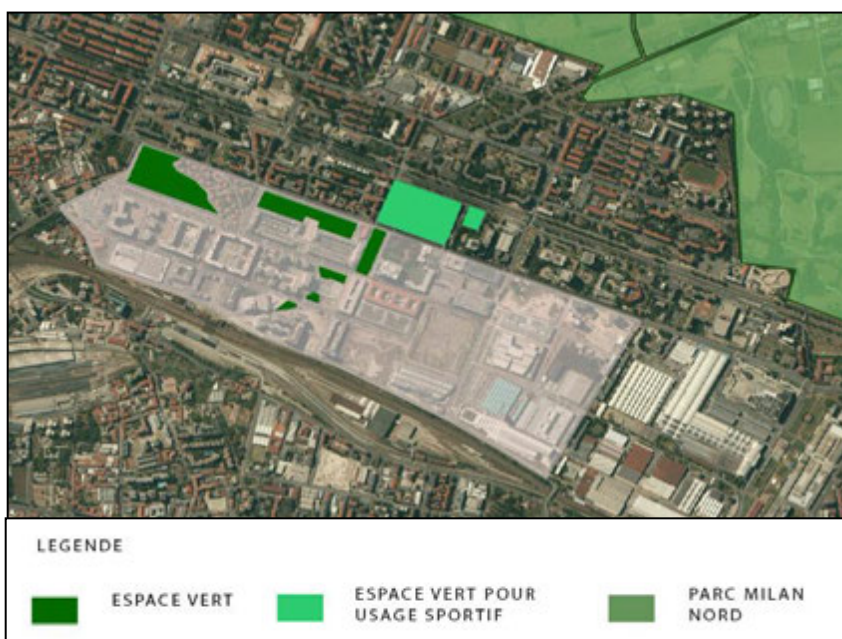 LEGENDE
ESPACE VERT
ESPACE VERT POUR
USAGE SPORTIF
PARC MILAN
NORD